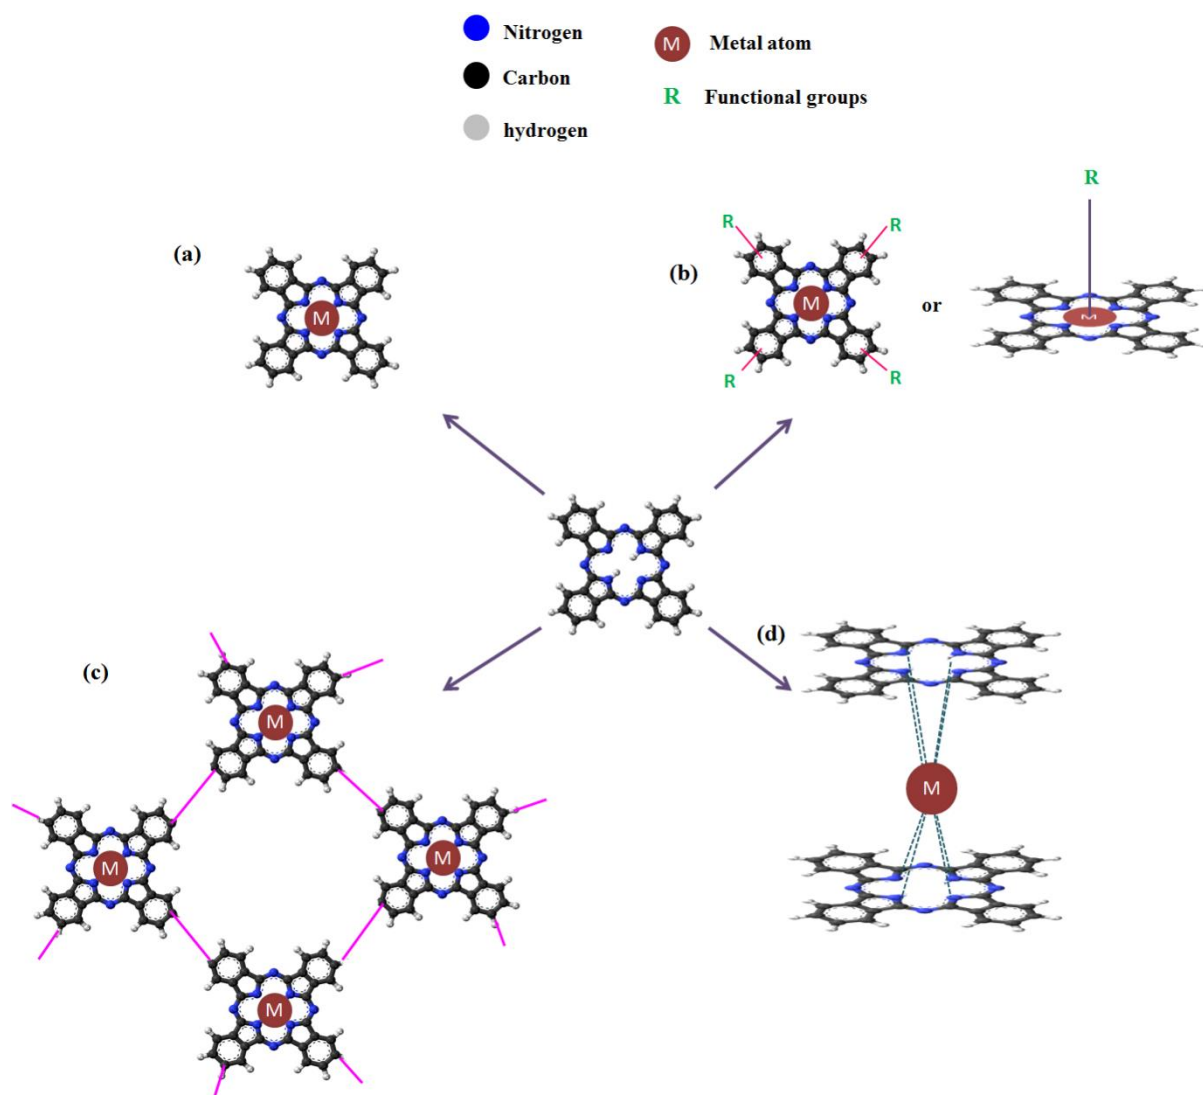 Nitrogen
M Metal atom
Carbon
R Functional groups
hydrogen
R
(a)
(b)
R
R
M
M
or
M
R
R
(c)
(d)
M
M
M
M
M